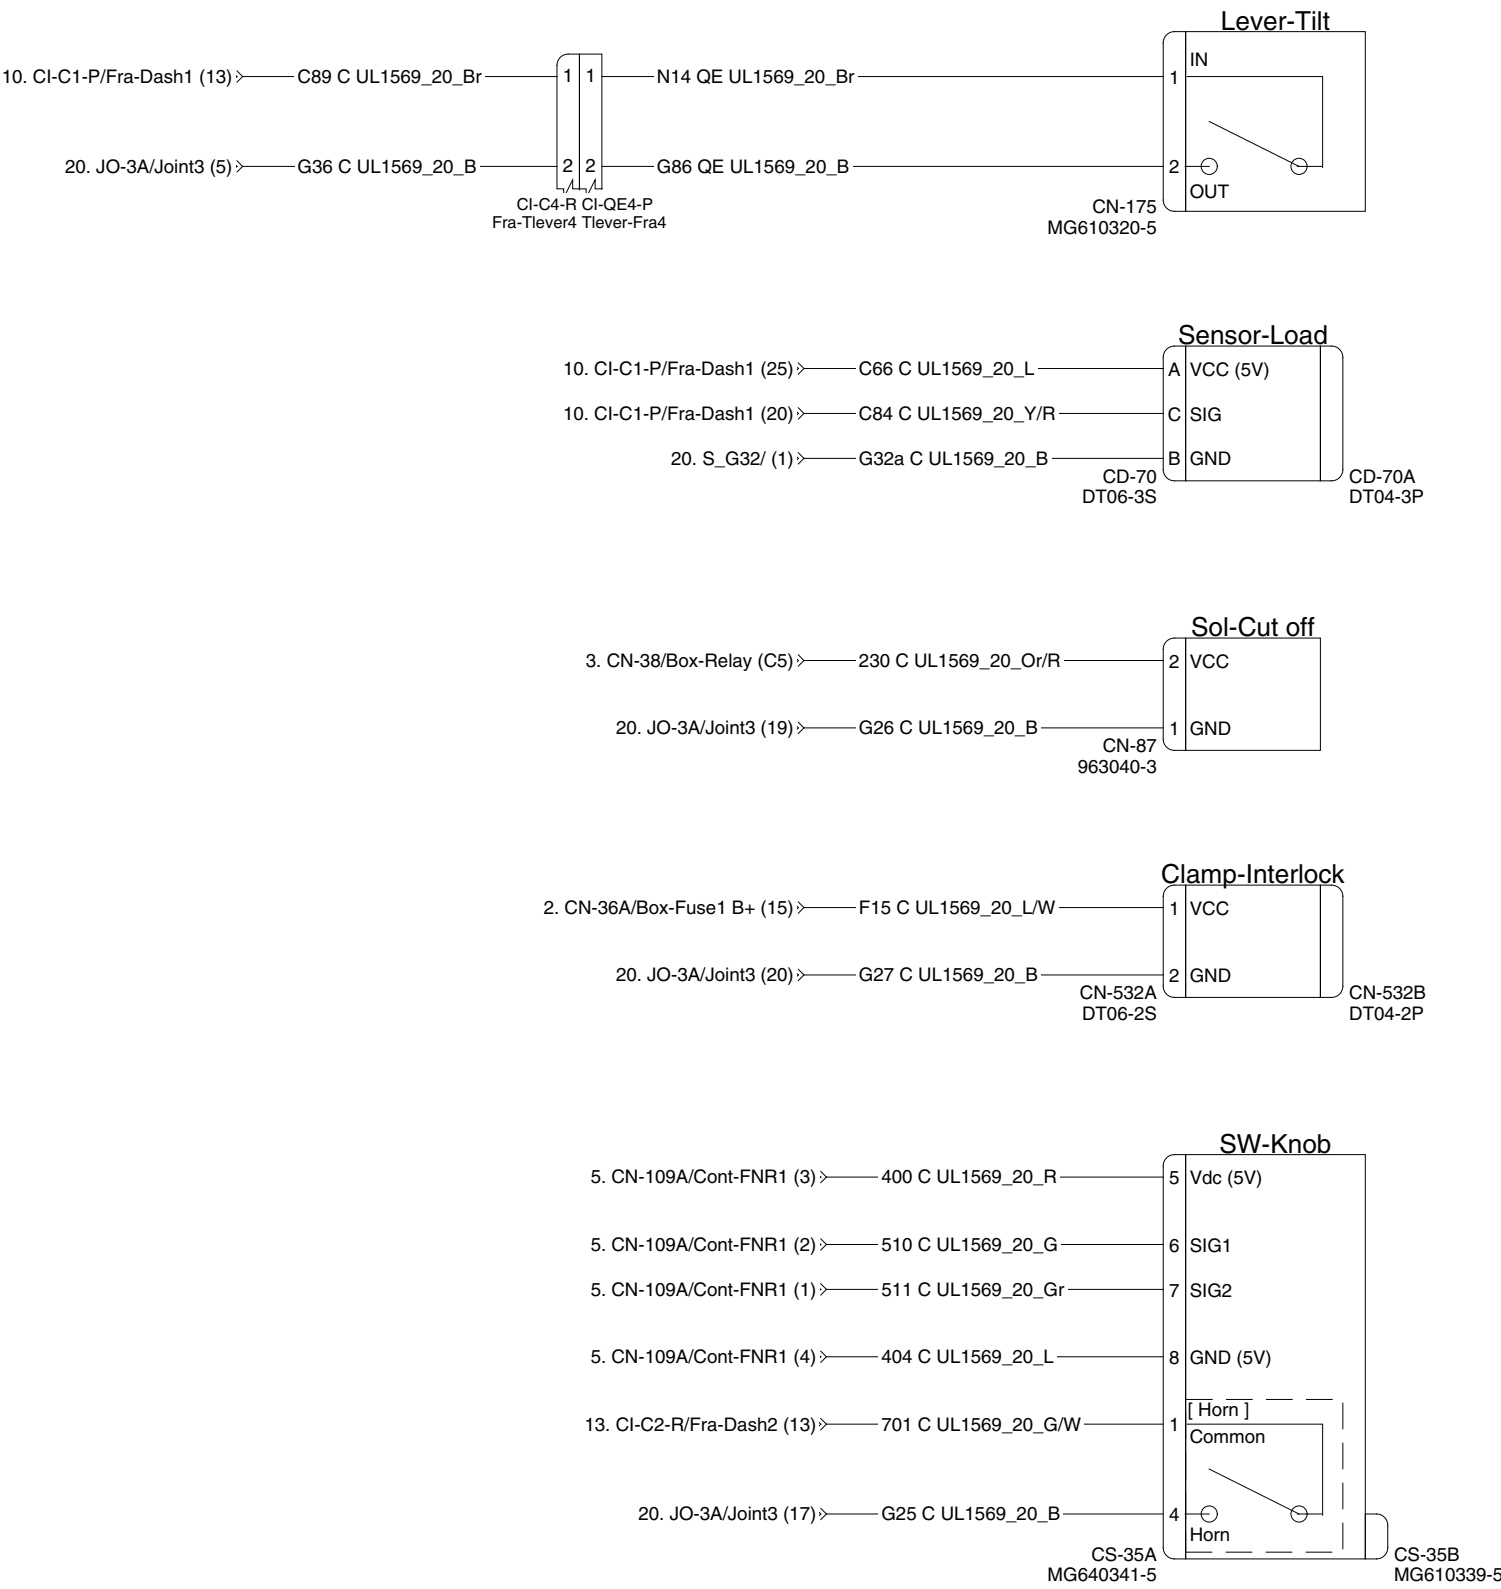 Lever-Tilt
10. CI-C1-P/Fra-Dash1 (13) C89 C UL1569_20_Br 1 1 N14 QE UL1569_20_Br 1 IN
20. JO-3A/Joint3 (5) G36 C UL1569_20_B 2 2 G86 QE UL1569_20_B 2 OUT
CI-C4-R CI-QE4-P
Fra-Tlever4 Tlever-Fra4
CN-175
MG610320-5
Sensor-Load
10. CI-C1-P/Fra-Dash1 (25) C66 C UL1569_20_L A VCC (5V)
10. CI-C1-P/Fra-Dash1 (20) C84 C UL1569_20_Y/R C SIG
20. S_G32/ (1) G32a C UL1569_20_B B GND
CD-70 CD-70A
DT06-3S DT04-3P
Sol-Cut off
3. CN-38/Box-Relay (C5) 230 C UL1569_20_Or/R 2 VCC
20. JO-3A/Joint3 (19) G26 C UL1569_20_B 1 GND
CN-87
963040-3
Clamp-Interlock
2. CN-36A/Box-Fuse1 B+ (15) F15 C UL1569_20_L/W 1 VCC
20. JO-3A/Joint3 (20) G27 C UL1569_20_B 2 GND
CN-532A CN-532B
DT06-2S DT04-2P
SW-Knob
5. CN-109A/Cont-FNR1 (3) 400 C UL1569_20_R 5 Vdc (5V)
5. CN-109A/Cont-FNR1 (2) 510 C UL1569_20_G 6 SIG1
5. CN-109A/Cont-FNR1 (1) 511 C UL1569_20_Gr 7 SIG2
5. CN-109A/Cont-FNR1 (4) 404 C UL1569_20_L 8 GND (5V)
[ Horn ]
13. CI-C2-R/Fra-Dash2 (13) 701 C UL1569_20_G/W 1 Common
20. JO-3A/Joint3 (17) G25 C UL1569_20_B 4 Horn
CS-35A CS-35B
MG640341-5 MG610339-5